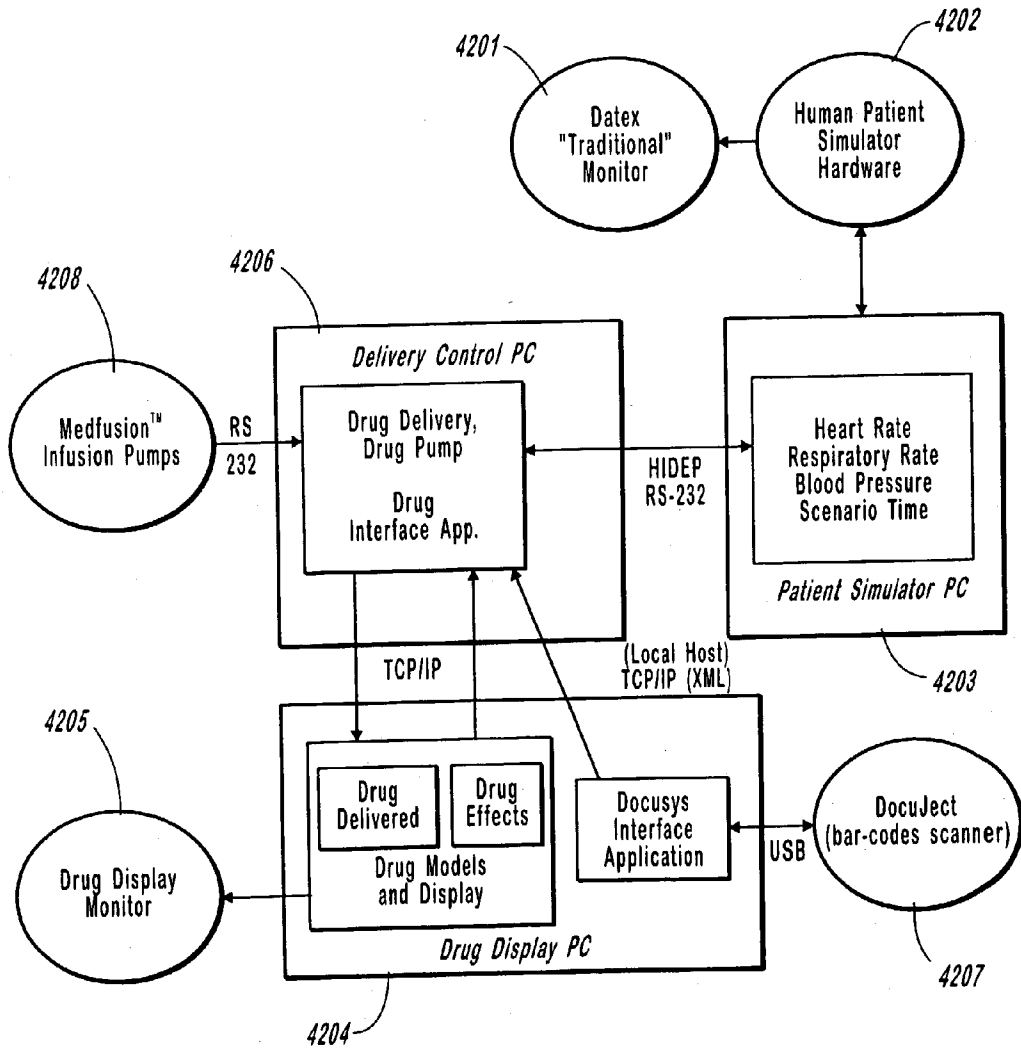 4201
4202
Datex
"Traditional"
Monitor
Human Patient
Simulator
Hardware
4208
4206
Medfusion™
Infusion Pumps
RS
232
Delivery Control PC
Drug Delivery,
Drug Pump
Drug
Interface App.
HIDEP
RS-232
Heart Rate
Respiratory Rate
Blood Pressure
Scenario Time
Patient Simulator PC
4203
TCP/IP
(Local Host)
TCP/IP (XML)
4205
Drug Display
Monitor
Drug
Delivered
Drug
Effects
Drug Models
and Display
Docusys
Interface
Application
USB
DocuJect
(bar-codes scanner)
Drug Display PC
4204
4207